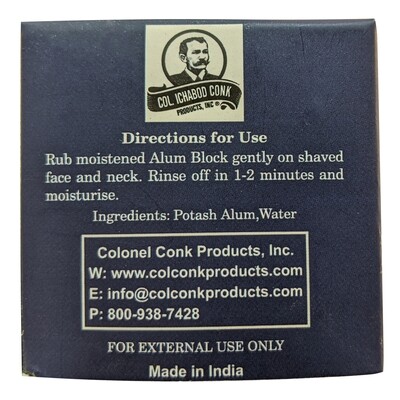 COL. ICHABOD CONK
PRODUCTS, INC ®
Directions for Use
Rub moistened Alum Block gently on shaved
face and neck. Rinse off in 1-2 minutes and
moisturise.
Ingredients: Potash Alum,Water
Colonel Conk Products, Inc.
W: www.colconkproducts.com
E: info@colconkproducts.com
P: 800-938-7428
FOR EXTERNAL USE ONLY
Made in India